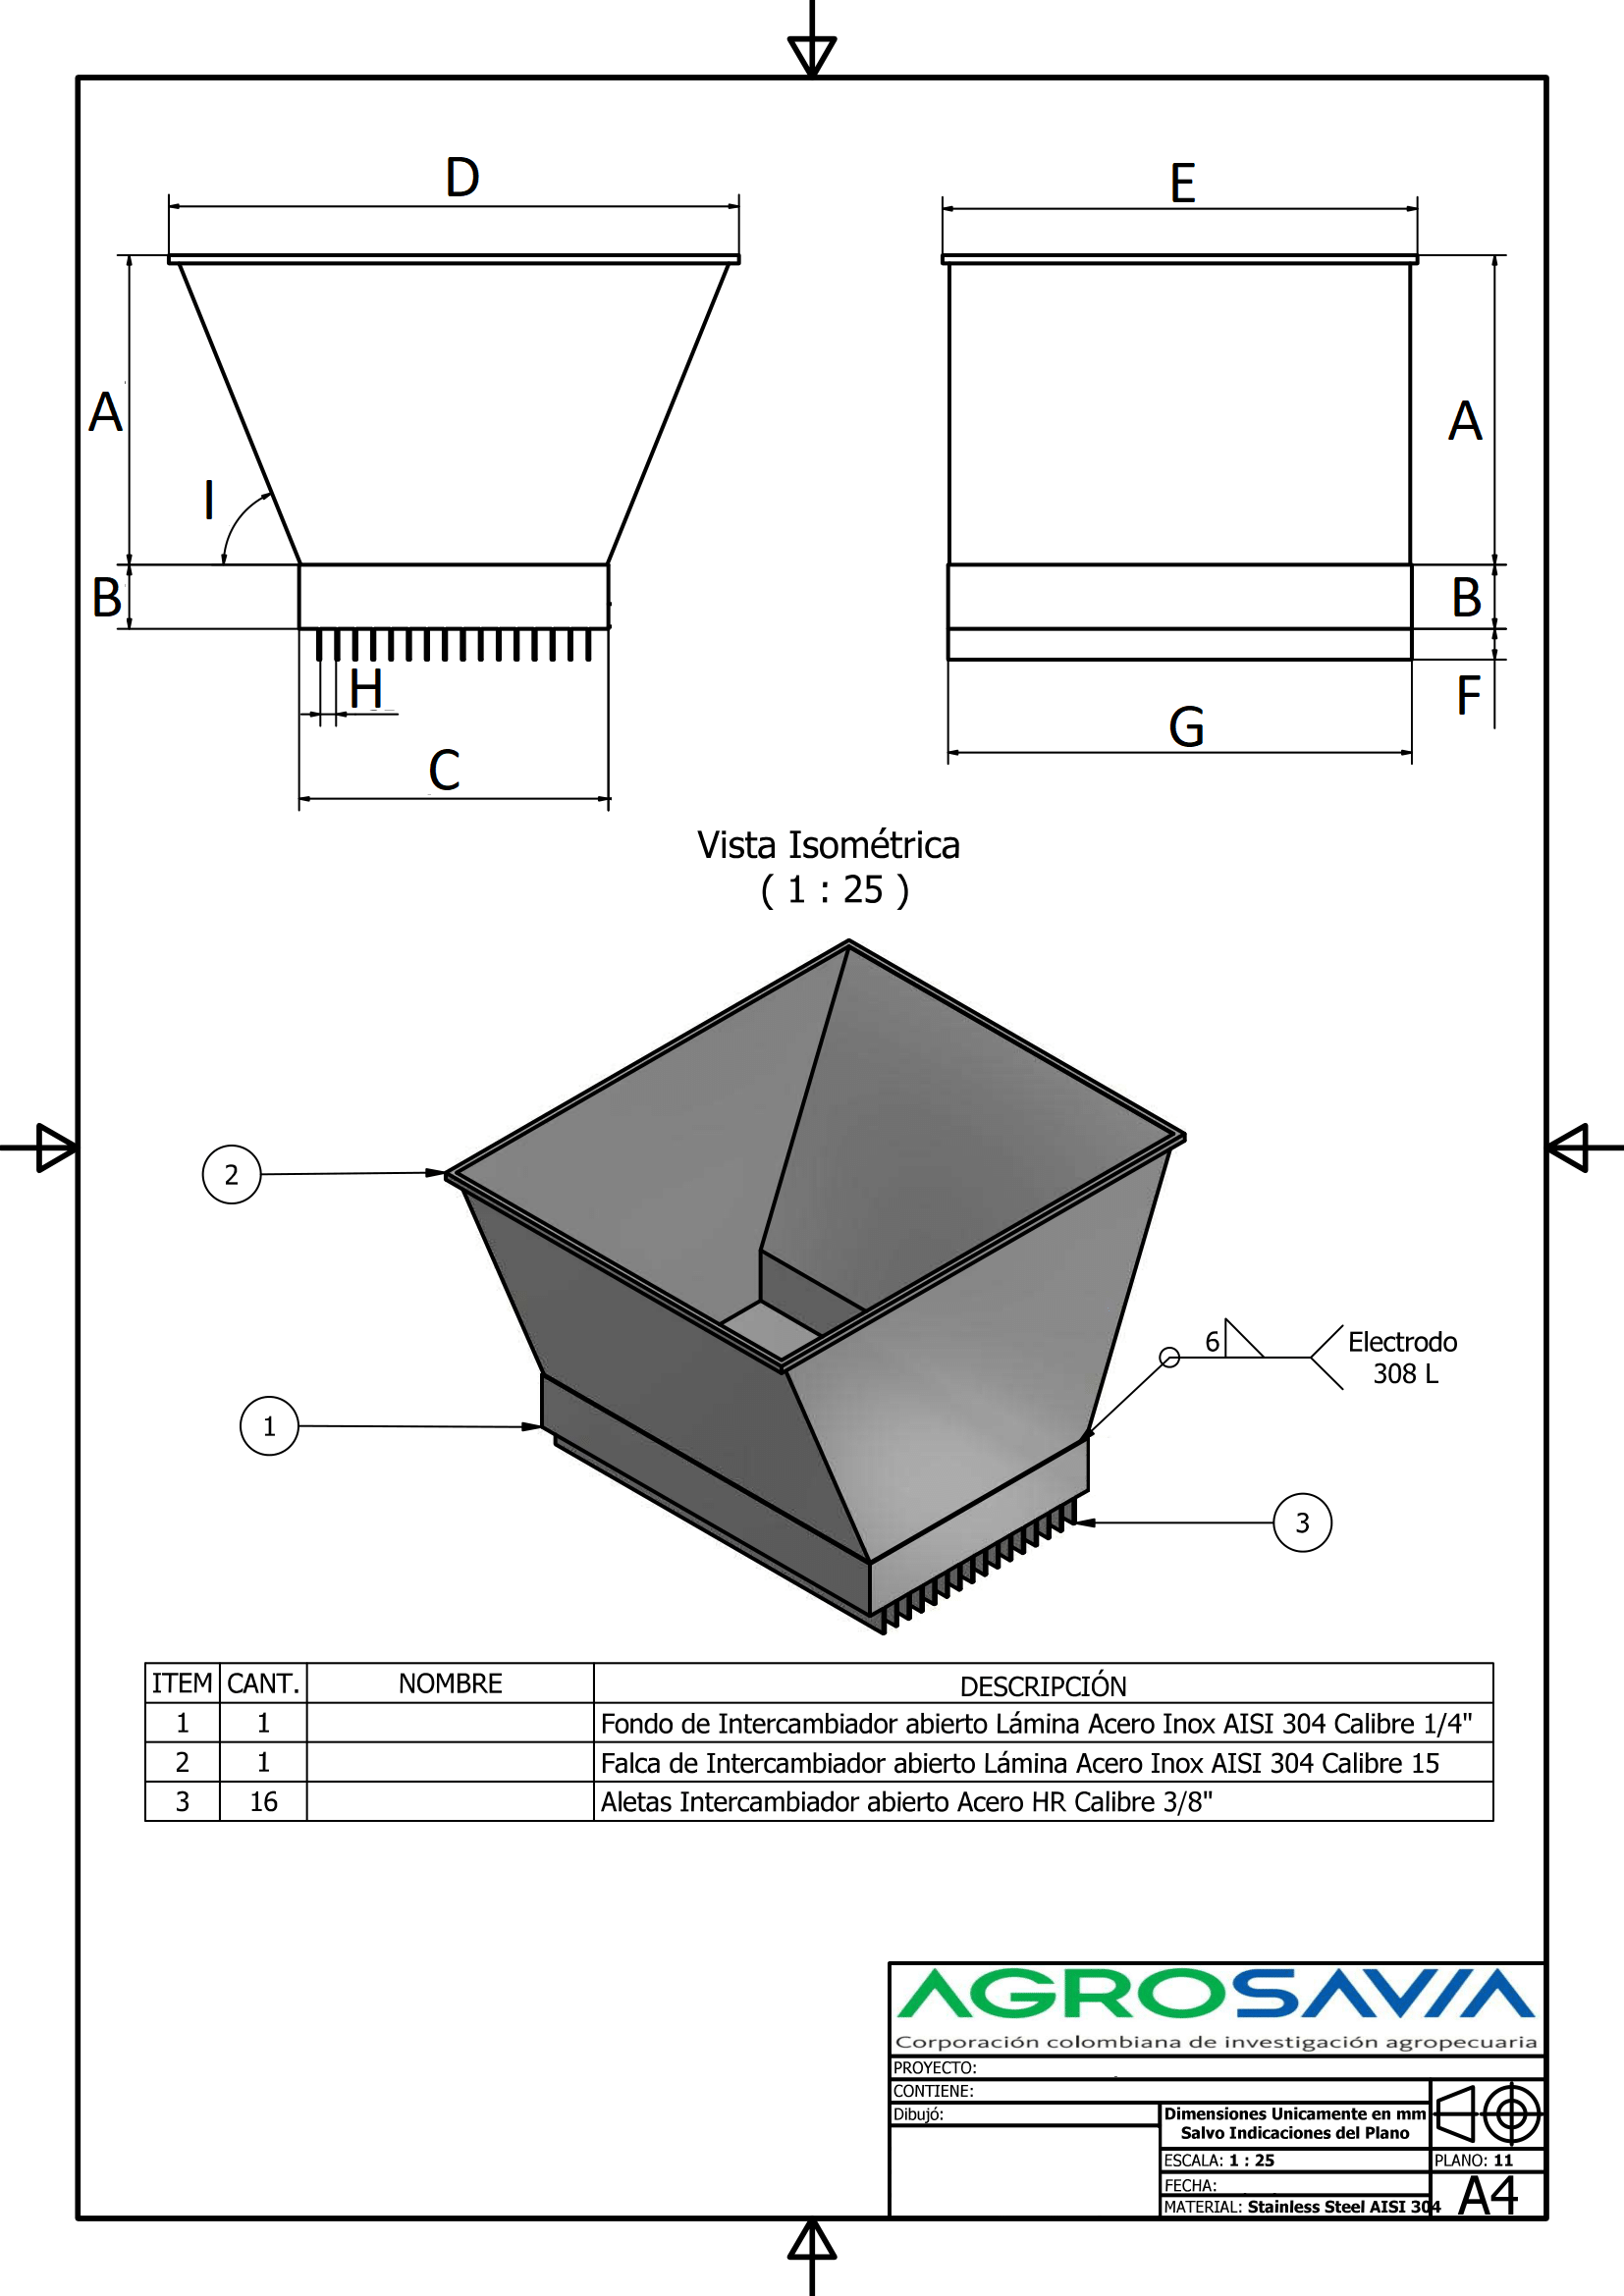 D
E
A
A
I
B
B
H
F
G
C
Vista Isométrica
( 1 : 25 )
2
6
Electrodo
308 L
1
3
ITEM CANT. NOMBRE DESCRIPCIÓN
1 1 Fondo de Intercambiador abierto Lámina Acero Inox AISI 304 Calibre 1/4"
2 1 Falca de Intercambiador abierto Lámina Acero Inox AISI 304 Calibre 15
3 16 Aletas Intercambiador abierto Acero HR Calibre 3/8"
AGROSAVIA
Corporación colombiana de investigación agropecuaria
PROYECTO:
CONTIENE:
Dibujó:
Dimensiones Unicamente en mm
Salvo Indicaciones del Plano
ESCALA: 1 : 25
PLANO: 11
FECHA:
MATERIAL: Stainless Steel AISI 304
A4